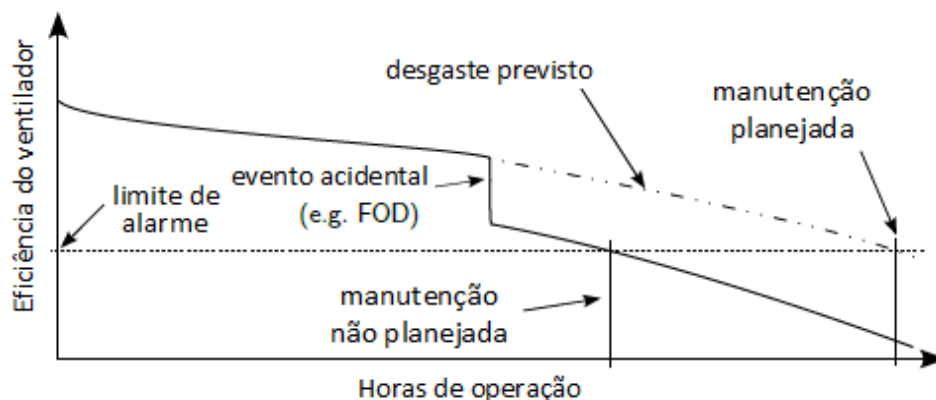 Eficiência do ventilador
desgaste previsto
manutenção
planejada
evento acidental
(e.g. FOD)
limite de
alarme
manutenção
não planejada
Horas de operação